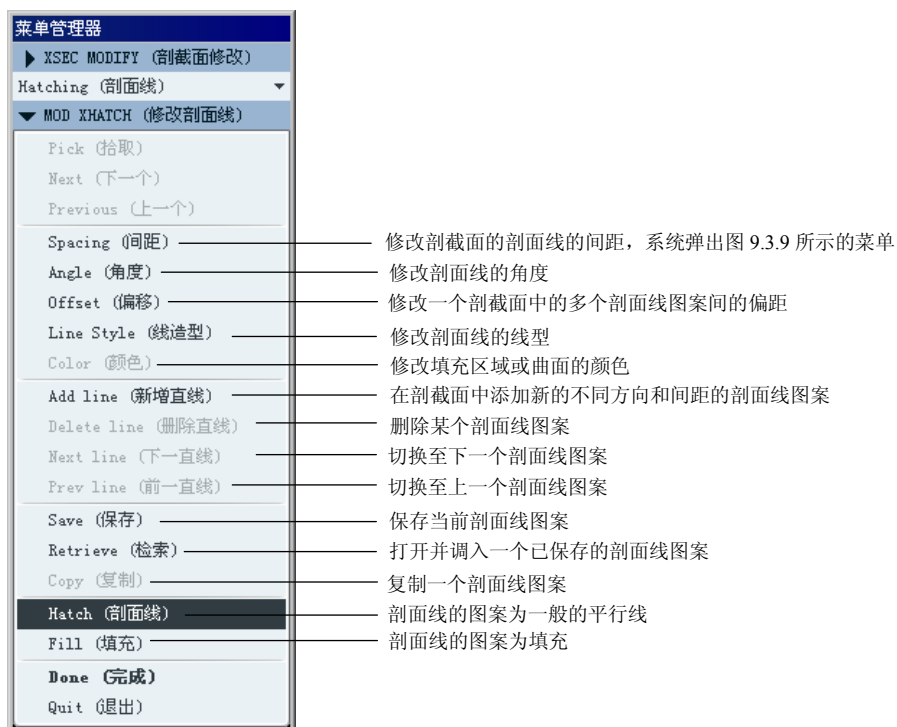 菜单管理器
XSEC MODIFY (剖截面修改)
Hatching (剖面线)
MOD XHATCH (修改剖面线)
Pick (拾取)
Next (下一个)
Previous (上一个)
Spacing (间距) 修改剖截面的剖面线的间距，系统弹出图 9.3.9 所示的菜单
Angle (角度) 修改剖面线的角度
Offset (偏移) 修改一个剖截面中的多个剖面线图案间的偏距
Line Style (线造型) 修改剖面线的线型
Color (颜色) 修改填充区域或曲面的颜色
Add line (新增直线) 在剖截面中添加新的不同方向和间距的剖面线图案
Delete line (删除直线) 删除某个剖面线图案
Next line (下一直线) 切换至下一个剖面线图案
Prev line (前一直线) 切换至上一个剖面线图案
Save (保存) 保存当前剖面线图案
Retrieve (检索) 打开并调入一个已保存的剖面线图案
Copy (复制) 复制一个剖面线图案
Hatch (剖面线) 剖面线的图案为一般的平行线
Fill (填充) 剖面线的图案为填充
Done (完成)
Quit (退出)